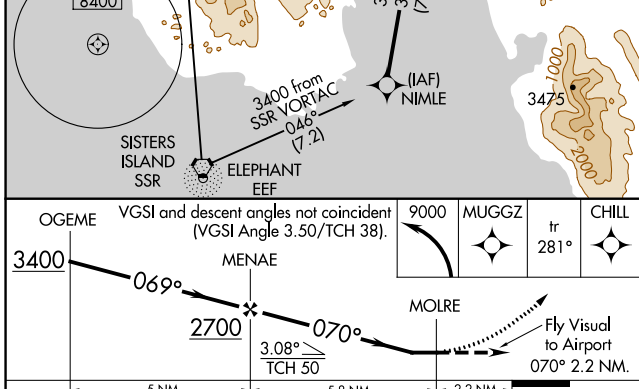 8400
3400 from
SSR VORTAC
046°
(7.2)
(IAF)
NIMLE
1000
3475
2000
SISTERS
ISLAND
SSR
ELEPHANT
EEF
OGEME
VGSI and descent angles not coincident
(VGSI Angle 3.50/TCH 38).
9000
MUGGZ
tr
281°
CHILL
3400
069°
MENAE
2700
070°
3.08°
TCH 50
MOLRE
Fly Visual
to Airport
070° 2.2 NM.
5 NM
2.2 NM